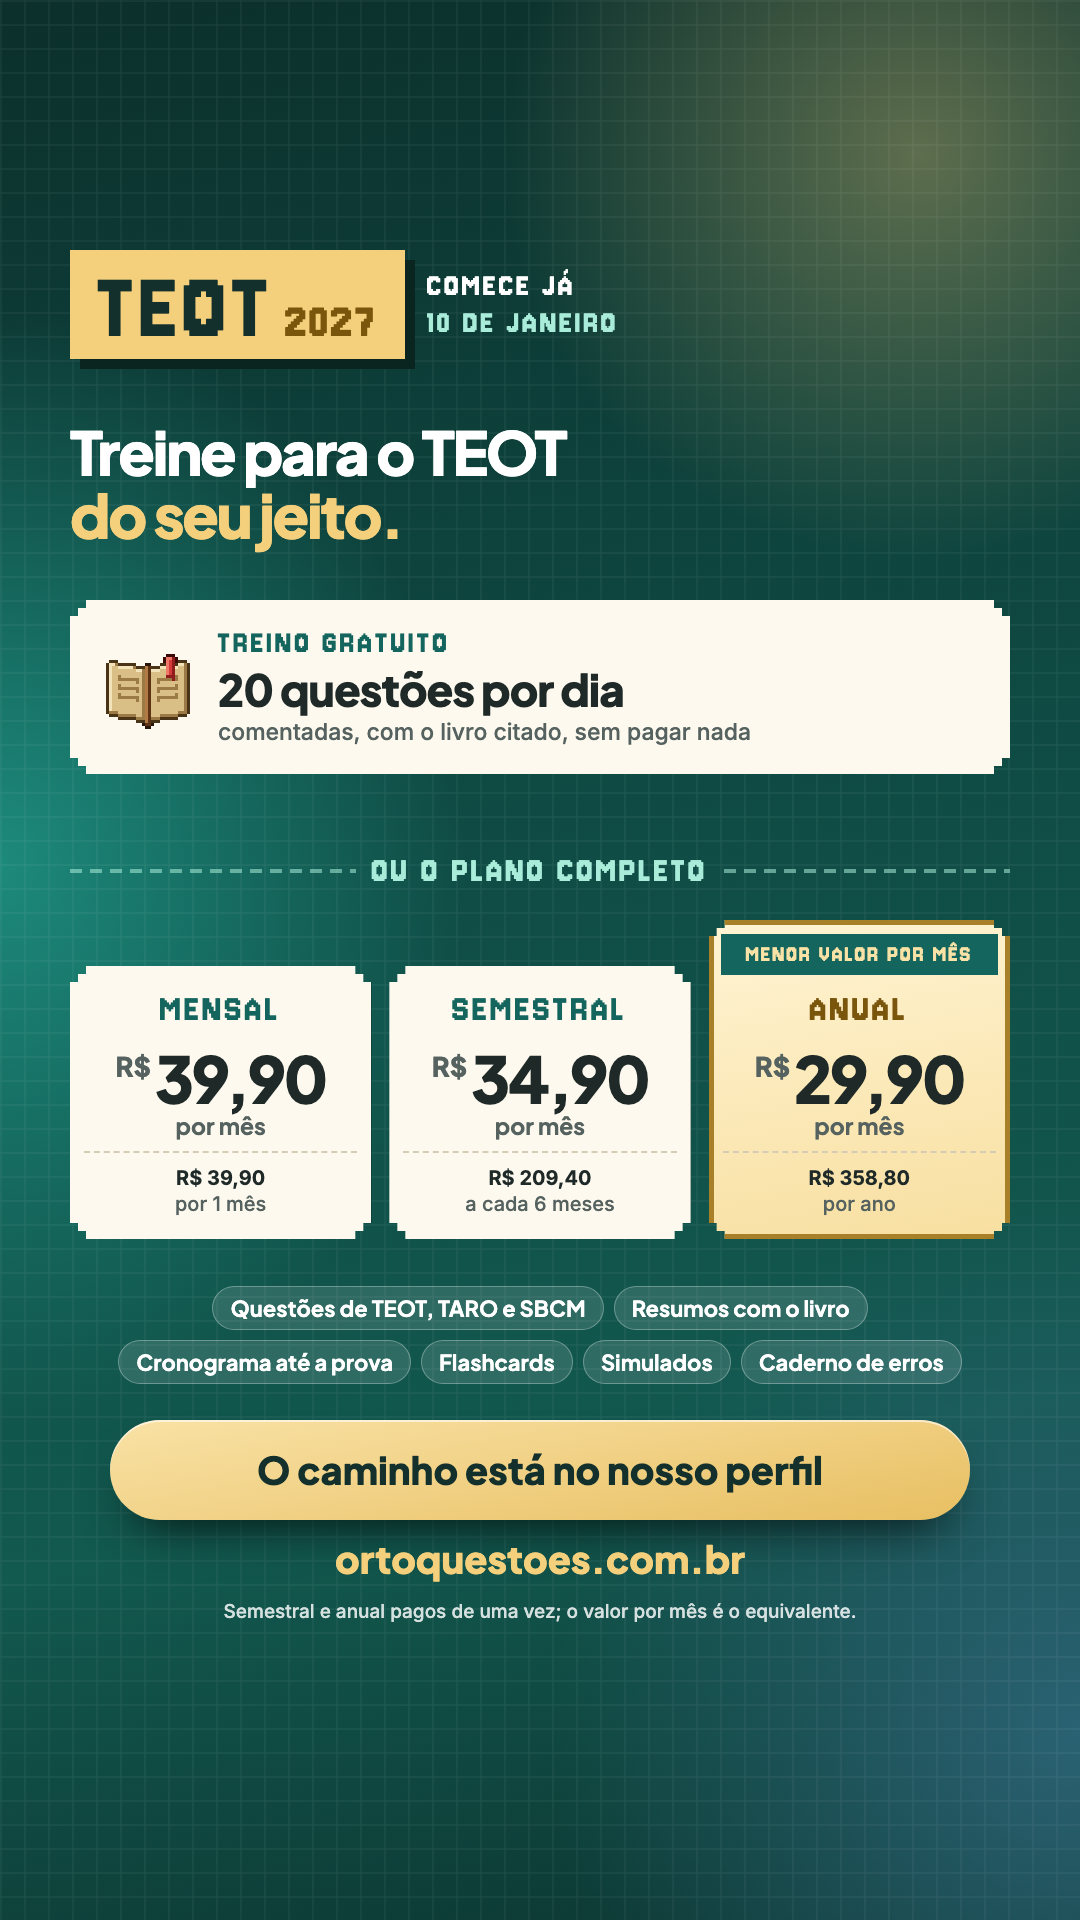 TEOT 2027
COMECE JÁ
10 DE JANEIRO
Treine para o TEOT
do seu jeito.
TREINO GRATUITO
20 questões por dia
comentadas, com o livro citado, sem pagar nada
OU O PLANO COMPLETO
MENSAL
R$ 39,90
por mês
R$ 39,90
por 1 mês
SEMESTRAL
R$ 34,90
por mês
R$ 209,40
a cada 6 meses
MENOR VALOR POR MÊS
ANUAL
R$ 29,90
por mês
R$ 358,80
por ano
Questões de TEOT, TARO e SBCM
Resumos com o livro
Cronograma até a prova
Flashcards
Simulados
Caderno de erros
O caminho está no nosso perfil
ortoquestoes.com.br
Semestral e anual pagos de uma vez; o valor por mês é o equivalente.